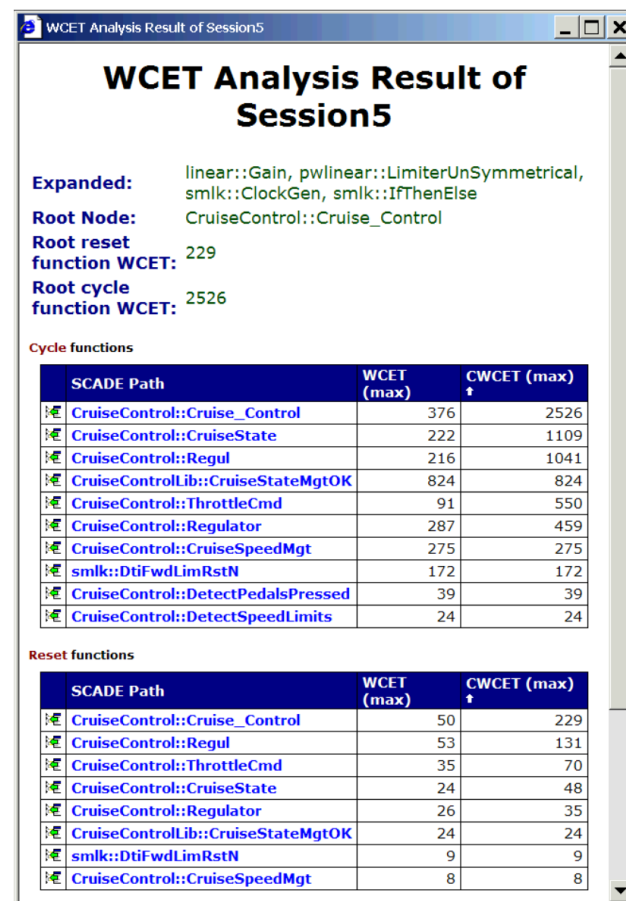 WCET Analysis Result of Session5
WCET Analysis Result of
Session5
Expanded: linear::Gain, pwlinear::LimiterUnSymmetrical,
smlk::ClockGen, smlk::IfThenElse
Root Node: CruiseControl::Cruise_Control
Root reset
function WCET: 229
Root cycle
function WCET: 2526
Cycle functions
SCADE Path WCET (max) CWCET (max)
CruiseControl::Cruise_Control 376 2526
CruiseControl::CruiseState 222 1109
CruiseControl::Regul 216 1041
CruiseControlLib::CruiseStateMgtOK 824 824
CruiseControl::ThrottleCmd 91 550
CruiseControl::Regulator 287 459
CruiseControl::CruiseSpeedMgt 275 275
smlk::DtiFwdLimRstN 172 172
CruiseControl::DetectPedalsPressed 39 39
CruiseControl::DetectSpeedLimits 24 24
Reset functions
SCADE Path WCET (max) CWCET (max)
CruiseControl::Cruise_Control 50 229
CruiseControl::Regul 53 131
CruiseControl::ThrottleCmd 35 70
CruiseControl::CruiseState 24 48
CruiseControl::Regulator 26 35
CruiseControlLib::CruiseStateMgtOK 24 24
smlk::DtiFwdLimRstN 9 9
CruiseControl::CruiseSpeedMgt 8 8